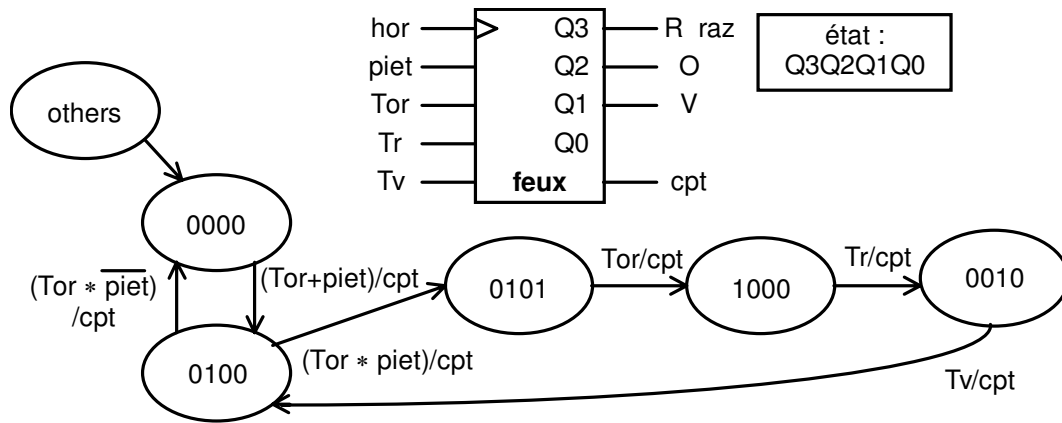 hor Q3 R raz
piet Q2 O
Tor Q1 V
Tr Q0
Tv feux cpt
état :
Q3Q2Q1Q0
others
0000
(Tor * p̅i̅e̅t̅)
/cpt
(Tor+piet)/cpt
0100
(Tor * piet)/cpt
0101
Tor/cpt
1000
Tr/cpt
0010
Tv/cpt